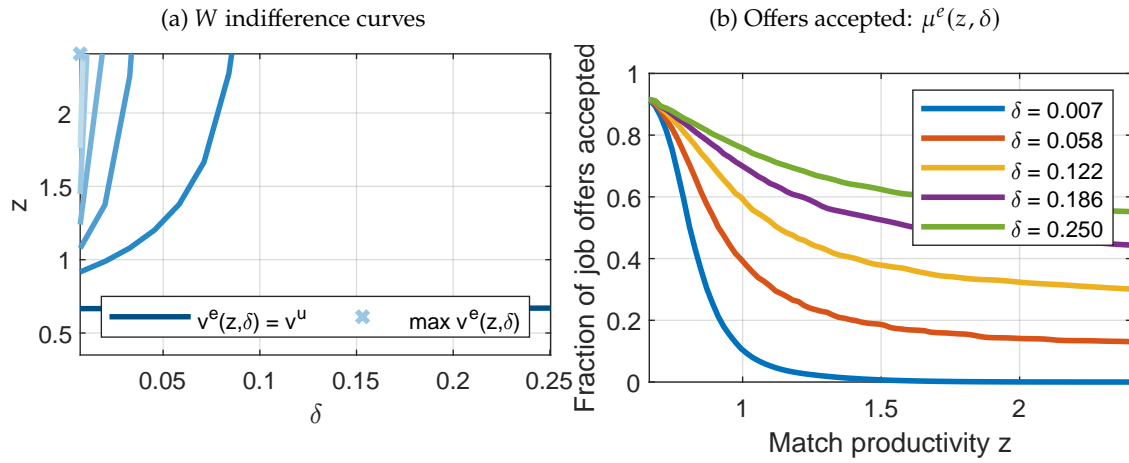 (a) W indifference curves
z
2
1.5
1
0.5
v^e(z,δ) = v^u
max v^e(z,δ)
0.05
0.1
0.15
0.2
0.25
δ
(b) Offers accepted: μ^e(z, δ)
Fraction of job offers accepted
1
0.8
0.6
0.4
0.2
0
δ = 0.007
δ = 0.058
δ = 0.122
δ = 0.186
δ = 0.250
1
1.5
2
Match productivity z